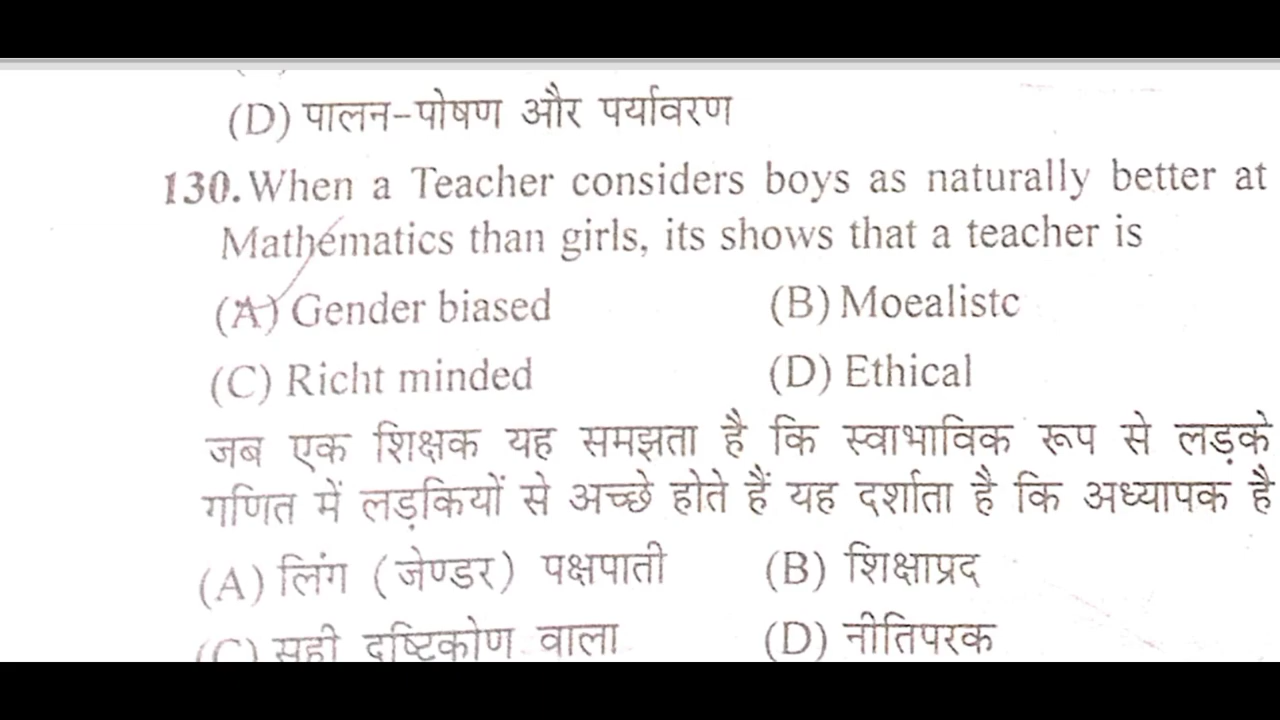 (D) पालन-पोषण और पर्यावरण
130. When a Teacher considers boys as naturally better at
Mathematics than girls, its shows that a teacher is
(A) Gender biased (B) Moealistc
(C) Richt minded (D) Ethical
जब एक शिक्षक यह समझता है कि स्वाभाविक रूप से लड़के
गणित में लड़कियों से अच्छे होते हैं यह दर्शाता है कि अध्यापक है
(A) लिंग (जेण्डर) पक्षपाती (B) शिक्षाप्रद
(C) सही दृष्टिकोण वाला (D) नीतिपरक